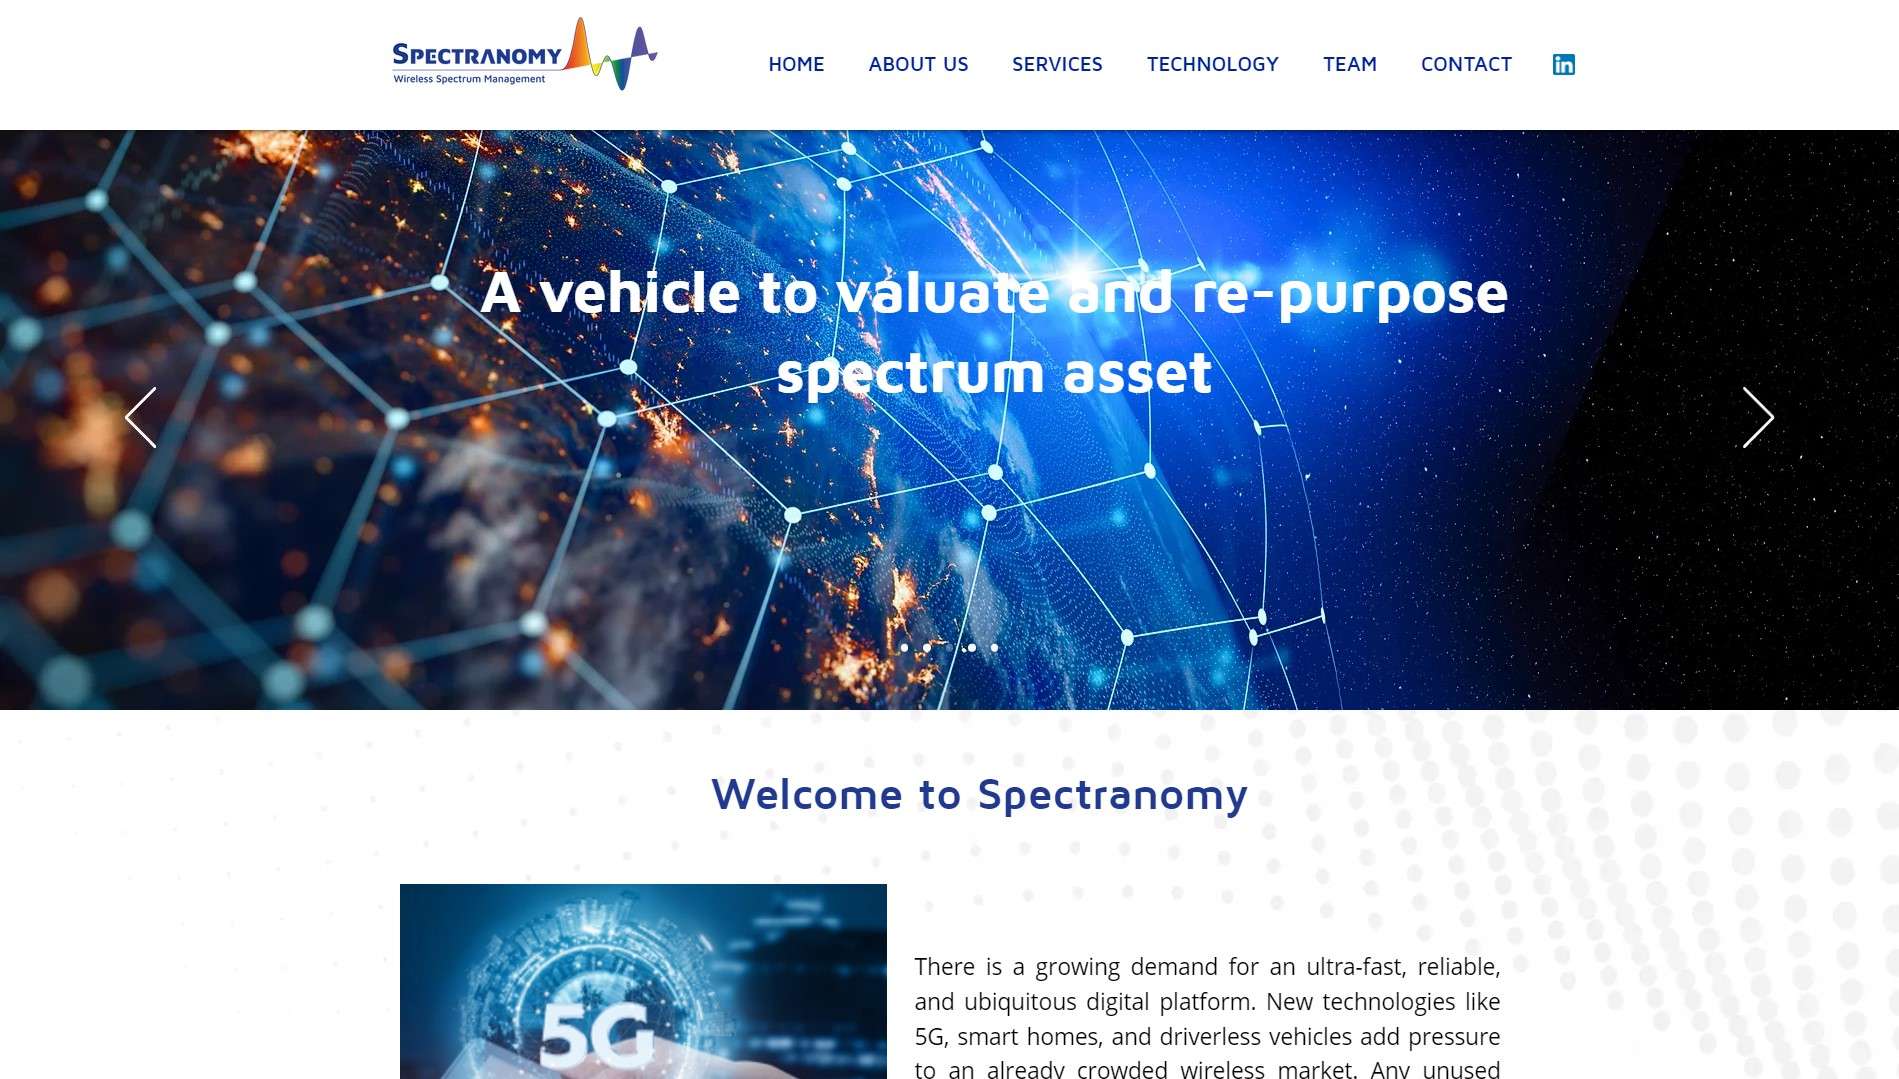 SPECTRANOMY
Wireless Spectrum Management
HOME ABOUT US SERVICES TECHNOLOGY TEAM CONTACT in
A vehicle to valuate and re-purpose
spectrum asset
Welcome to Spectranomy
5G
There is a growing demand for an ultra-fast, reliable,
and ubiquitous digital platform. New technologies like
5G, smart homes, and driverless vehicles add pressure
to an already crowded wireless market. Any unused